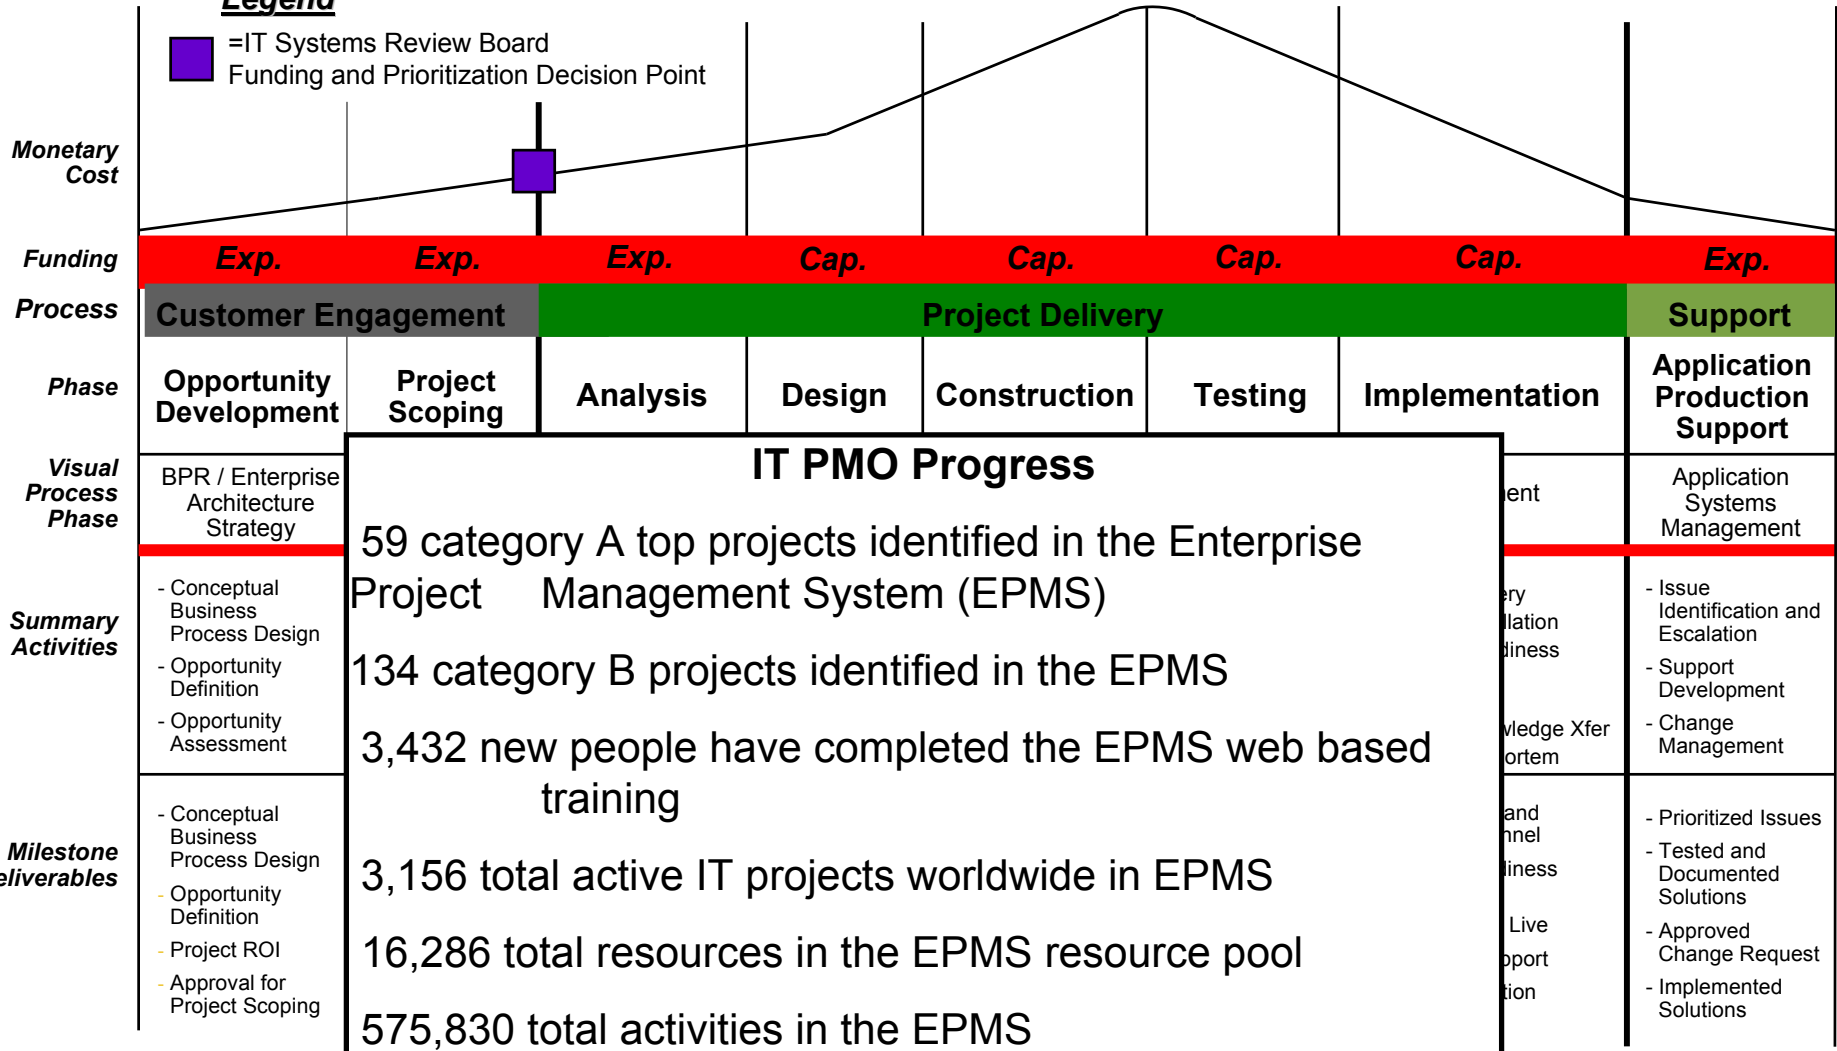 Legend
=IT Systems Review Board
Funding and Prioritization Decision Point
Monetary
Cost
Funding
Exp.
Exp.
Exp.
Cap.
Cap.
Cap.
Cap.
Exp.
Process
Customer Engagement
Project Delivery
Support
Phase
Opportunity
Development
Project
Scoping
Analysis
Design
Construction
Testing
Implementation
Application
Production
Support
Visual
Process
Phase
BPR / Enterprise
Architecture
Strategy
Application
Systems
Management
Summary
Activities
- Conceptual
Business
Process Design
- Opportunity
Definition
- Opportunity
Assessment
Xfer
- Issue
Identification and
Escalation
- Support
Development
- Change
Management
Milestone
- Conceptual
Business
Process Design
- Opportunity
Definition
- Project ROI
- Approval for
Project Scoping
and
Live
- Prioritized Issues
- Tested and
Documented
Solutions
- Approved
Change Request
- Implemented
Solutions
IT PMO Progress
59 category A top projects identified in the Enterprise
Project Management System (EPMS)
134 category B projects identified in the EPMS
3,432 new people have completed the EPMS web based
training
3,156 total active IT projects worldwide in EPMS
16,286 total resources in the EPMS resource pool
575,830 total activities in the EPMS